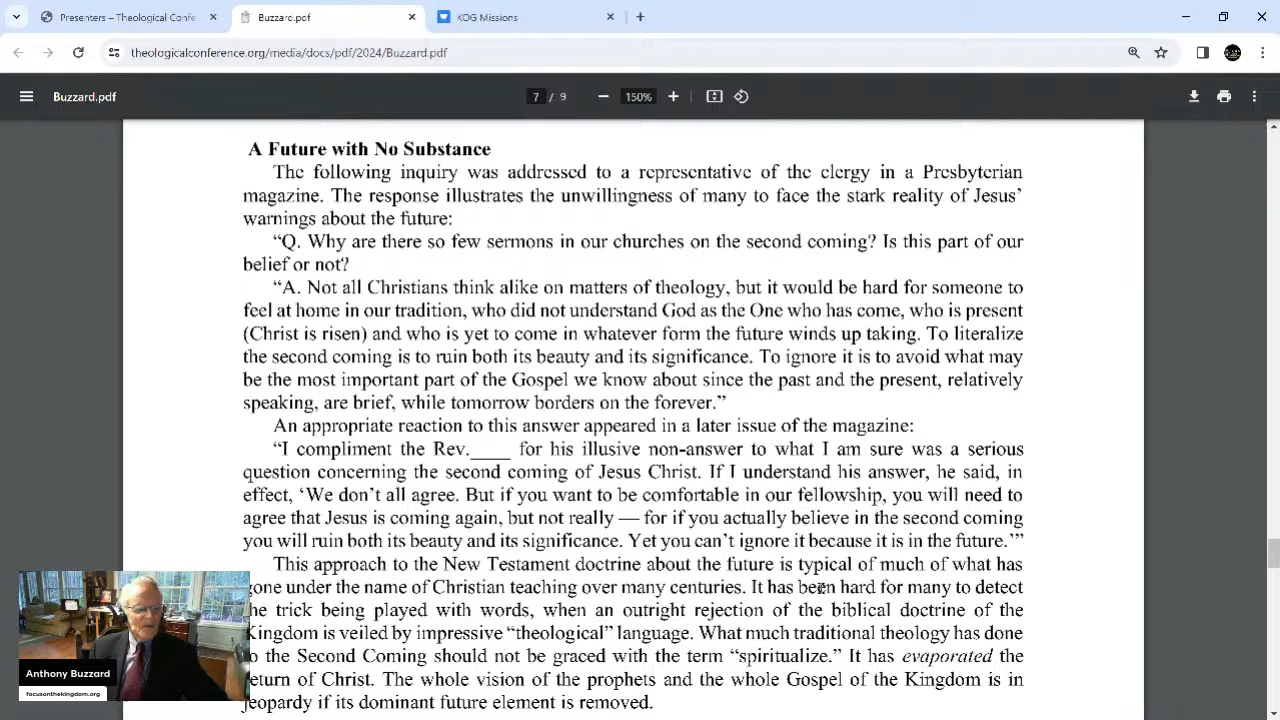 Presenters – Theological Confe
Buzzard.pdf
KOG Missions
theologicalconference.org/media/docs/pdf/2024/Buzzard.pdf
Buzzard.pdf
7 / 9
150%
A Future with No Substance
The following inquiry was addressed to a representative of the clergy in a Presbyterian
magazine. The response illustrates the unwillingness of many to face the stark reality of Jesus’
warnings about the future:
“Q. Why are there so few sermons in our churches on the second coming? Is this part of our
belief or not?
“A. Not all Christians think alike on matters of theology, but it would be hard for someone to
feel at home in our tradition, who did not understand God as the One who has come, who is present
(Christ is risen) and who is yet to come in whatever form the future winds up taking. To literalize
the second coming is to ruin both its beauty and its significance. To ignore it is to avoid what may
be the most important part of the Gospel we know about since the past and the present, relatively
speaking, are brief, while tomorrow borders on the forever.”
An appropriate reaction to this answer appeared in a later issue of the magazine:
“I compliment the Rev.____ for his illusive non-answer to what I am sure was a serious
question concerning the second coming of Jesus Christ. If I understand his answer, he said, in
effect, ‘We don’t all agree. But if you want to be comfortable in our fellowship, you will need to
agree that Jesus is coming again, but not really — for if you actually believe in the second coming
you will ruin both its beauty and its significance. Yet you can’t ignore it because it is in the future.’”
This approach to the New Testament doctrine about the future is typical of much of what has
gone under the name of Christian teaching over many centuries. It has been hard for many to detect
the trick being played with words, when an outright rejection of the biblical doctrine of the
Kingdom is veiled by impressive “theological” language. What much traditional theology has done
to the Second Coming should not be graced with the term “spiritualize.” It has evaporated the
return of Christ. The whole vision of the prophets and the whole Gospel of the Kingdom is in
jeopardy if its dominant future element is removed.
Anthony Buzzard
focusonthekingdom.org